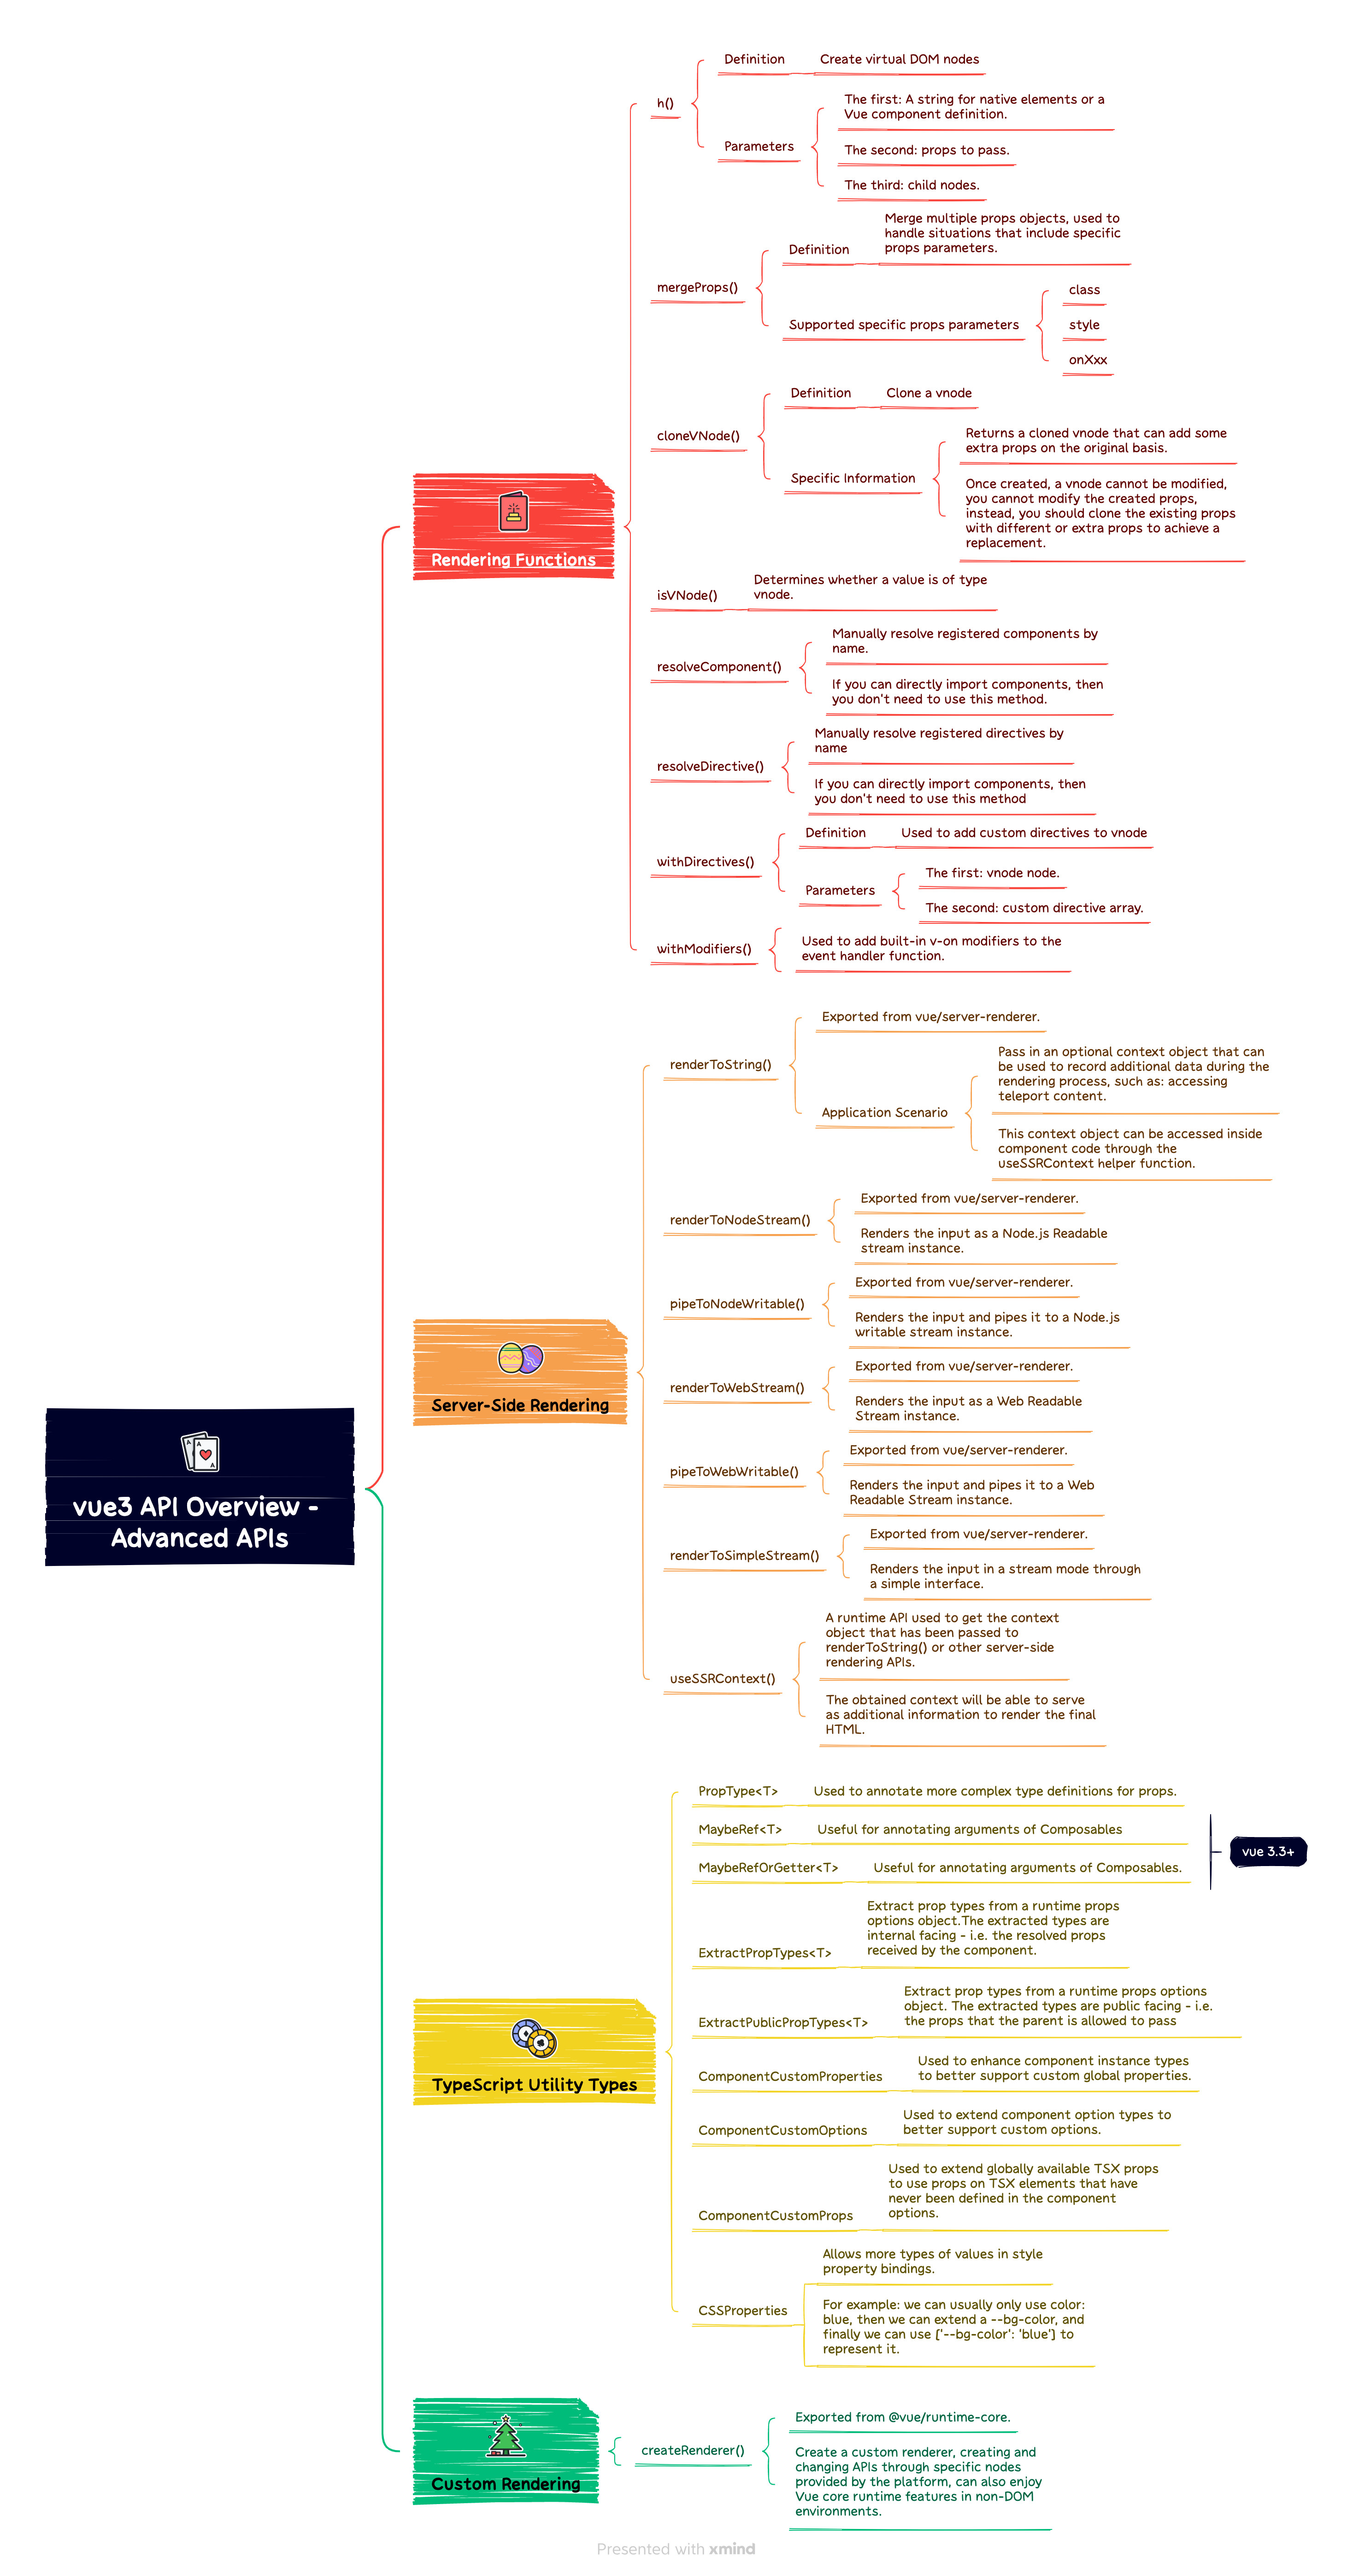 vue3 API Overview -
Advanced APIs
Rendering Functions
h()
Definition
Create virtual DOM nodes
Parameters
The first: A string for native elements or a
Vue component definition.
The second: props to pass.
The third: child nodes.
mergeProps()
Definition
Merge multiple props objects, used to
handle situations that include specific
props parameters.
Supported specific props parameters
class
style
onXxx
cloneVNode()
Definition
Clone a vnode
Specific Information
Returns a cloned vnode that can add some
extra props on the original basis.
Once created, a vnode cannot be modified,
you cannot modify the created props,
instead, you should clone the existing props
with different or extra props to achieve a
replacement.
isVNode()
Determines whether a value is of type
vnode.
resolveComponent()
Manually resolve registered components by
name.
If you can directly import components, then
you don't need to use this method.
resolveDirective()
Manually resolve registered directives by
name
If you can directly import components, then
you don't need to use this method
withDirectives()
Definition
Used to add custom directives to vnode
Parameters
The first: vnode node.
The second: custom directive array.
withModifiers()
Used to add built-in v-on modifiers to the
event handler function.
Server-Side Rendering
renderToString()
Exported from vue/server-renderer.
Application Scenario
Pass in an optional context object that can
be used to record additional data during the
rendering process, such as: accessing
teleport content.
This context object can be accessed inside
component code through the
useSSRContext helper function.
renderToNodeStream()
Exported from vue/server-renderer.
Renders the input as a Node.js Readable
stream instance.
pipeToNodeWritable()
Exported from vue/server-renderer.
Renders the input and pipes it to a Node.js
writable stream instance.
renderToWebStream()
Exported from vue/server-renderer.
Renders the input as a Web Readable
Stream instance.
pipeToWebWritable()
Exported from vue/server-renderer.
Renders the input and pipes it to a Web
Readable Stream instance.
renderToSimpleStream()
Exported from vue/server-renderer.
Renders the input in a stream mode through
a simple interface.
useSSRContext()
A runtime API used to get the context
object that has been passed to
renderToString() or other server-side
rendering APIs.
The obtained context will be able to serve
as additional information to render the final
HTML.
TypeScript Utility Types
PropType<T>
Used to annotate more complex type definitions for props.
MaybeRef<T>
Useful for annotating arguments of Composables
MaybeRefOrGetter<T>
Useful for annotating arguments of Composables.
vue 3.3+
ExtractPropTypes<T>
Extract prop types from a runtime props
options object.The extracted types are
internal facing - i.e. the resolved props
received by the component.
ExtractPublicPropTypes<T>
Extract prop types from a runtime props options
object. The extracted types are public facing - i.e.
the props that the parent is allowed to pass
ComponentCustomProperties
Used to enhance component instance types
to better support custom global properties.
ComponentCustomOptions
Used to extend component option types to
better support custom options.
ComponentCustomProps
Used to extend globally available TSX props
to use props on TSX elements that have
never been defined in the component
options.
CSSProperties
Allows more types of values in style
property bindings.
For example: we can usually only use color:
blue, then we can extend a --bg-color, and
finally we can use {'--bg-color': 'blue'} to
represent it.
Custom Rendering
createRenderer()
Exported from @vue/runtime-core.
Create a custom renderer, creating and
changing APIs through specific nodes
provided by the platform, can also enjoy
Vue core runtime features in non-DOM
environments.
Presented with xmind